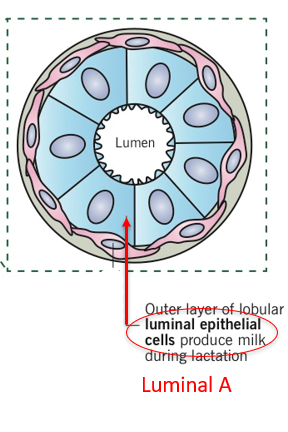 Lumen
Outer layer of lobular
luminal epithelial
cells produce milk
during lactation
Luminal A